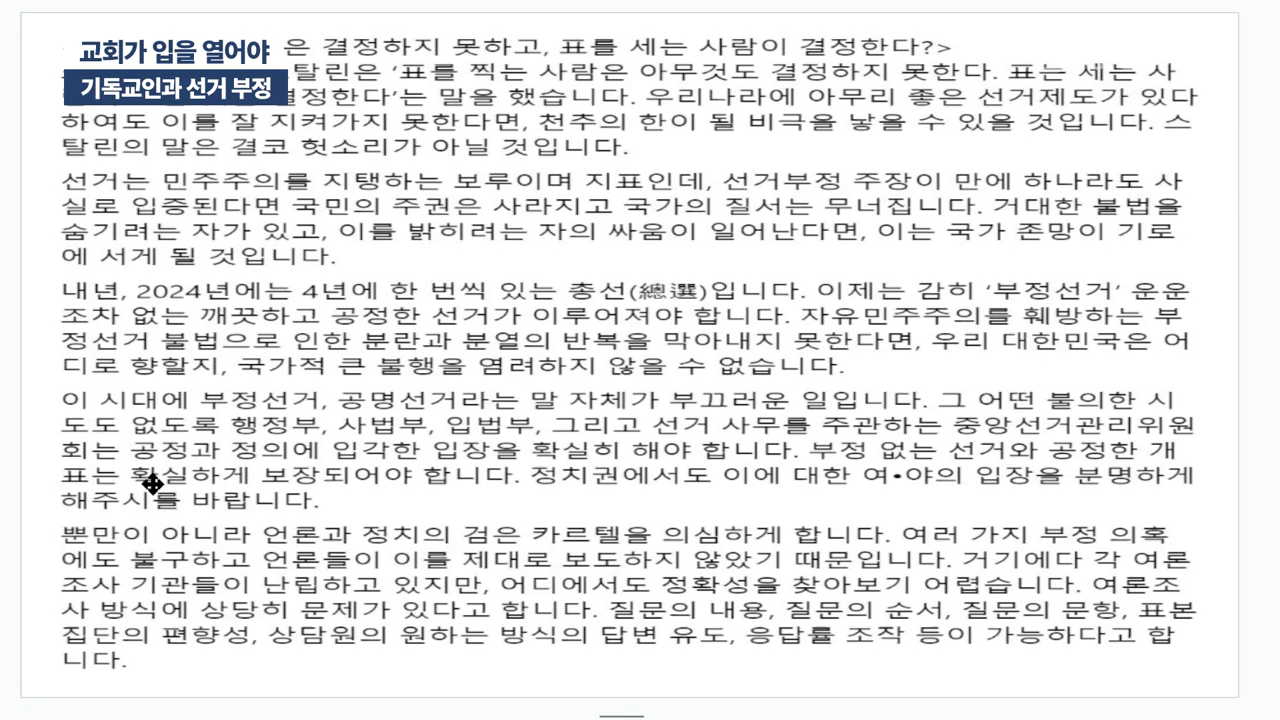 교회가 입을 열어야
기독교인과 선거 부정
은 결정하지 못하고, 표를 세는 사람이 결정한다?>
탈린은 ‘표를 찍는 사람은 아무것도 결정하지 못한다. 표는 세는 사
결정한다’는 말을 했습니다. 우리나라에 아무리 좋은 선거제도가 있다
하여도 이를 잘 지켜가지 못한다면, 천추의 한이 될 비극을 낳을 수 있을 것입니다. 스
탈린의 말은 결코 헛소리가 아닐 것입니다.
선거는 민주주의를 지탱하는 보루이며 지표인데, 선거부정 주장이 만에 하나라도 사
실로 입증된다면 국민의 주권은 사라지고 국가의 질서는 무너집니다. 거대한 불법을
숨기려는 자가 있고, 이를 밝히려는 자의 싸움이 일어난다면, 이는 국가 존망이 기로
에 서게 될 것입니다.
내년, 2024년에는 4년에 한 번씩 있는 총선(總選)입니다. 이제는 감히 ‘부정선거’ 운운
조차 없는 깨끗하고 공정한 선거가 이루어져야 합니다. 자유민주주의를 훼방하는 부
정선거 불법으로 인한 분란과 분열의 반복을 막아내지 못한다면, 우리 대한민국은 어
디로 향할지, 국가적 큰 불행을 염려하지 않을 수 없습니다.
이 시대에 부정선거, 공명선거라는 말 자체가 부끄러운 일입니다. 그 어떤 불의한 시
도도 없도록 행정부, 사법부, 입법부, 그리고 선거 사무를 주관하는 중앙선거관리위원
회는 공정과 정의에 입각한 입장을 확실히 해야 합니다. 부정 없는 선거와 공정한 개
표는 확실하게 보장되어야 합니다. 정치권에서도 이에 대한 여•야의 입장을 분명하게
해주시를 바랍니다.
뿐만이 아니라 언론과 정치의 검은 카르텔을 의심하게 합니다. 여러 가지 부정 의혹
에도 불구하고 언론들이 이를 제대로 보도하지 않았기 때문입니다. 거기에다 각 여론
조사 기관들이 난립하고 있지만, 어디에서도 정확성을 찾아보기 어렵습니다. 여론조
사 방식에 상당히 문제가 있다고 합니다. 질문의 내용, 질문의 순서, 질문의 문항, 표본
집단의 편향성, 상담원의 원하는 방식의 답변 유도, 응답률 조작 등이 가능하다고 합
니다.